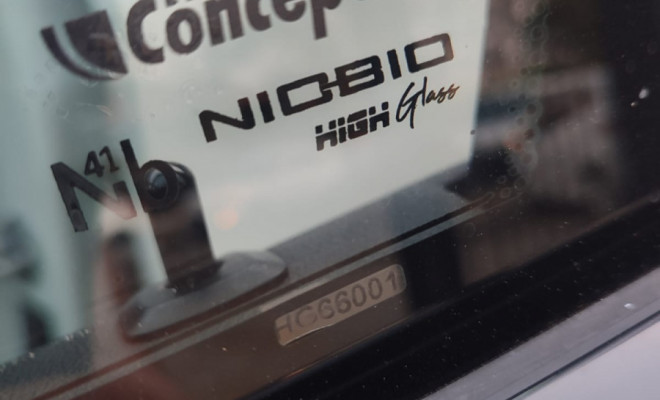 Concep
NIOBIO
HIGH Glass
41
Nb
HG66001